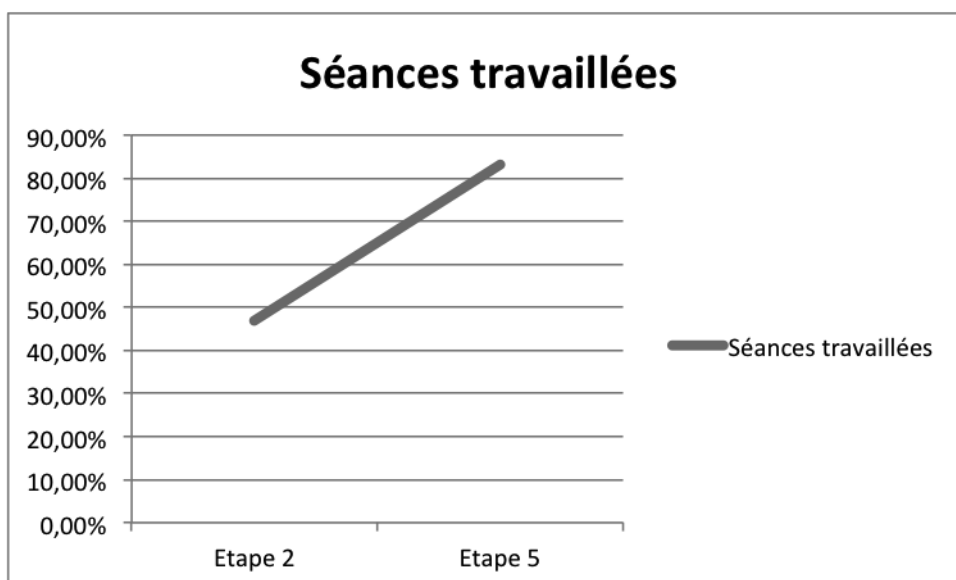 Séances travaillées
90,00%
80,00%
70,00%
60,00%
50,00%
40,00%
30,00%
20,00%
10,00%
0,00%
Etape 2
Etape 5
Séances travaillées